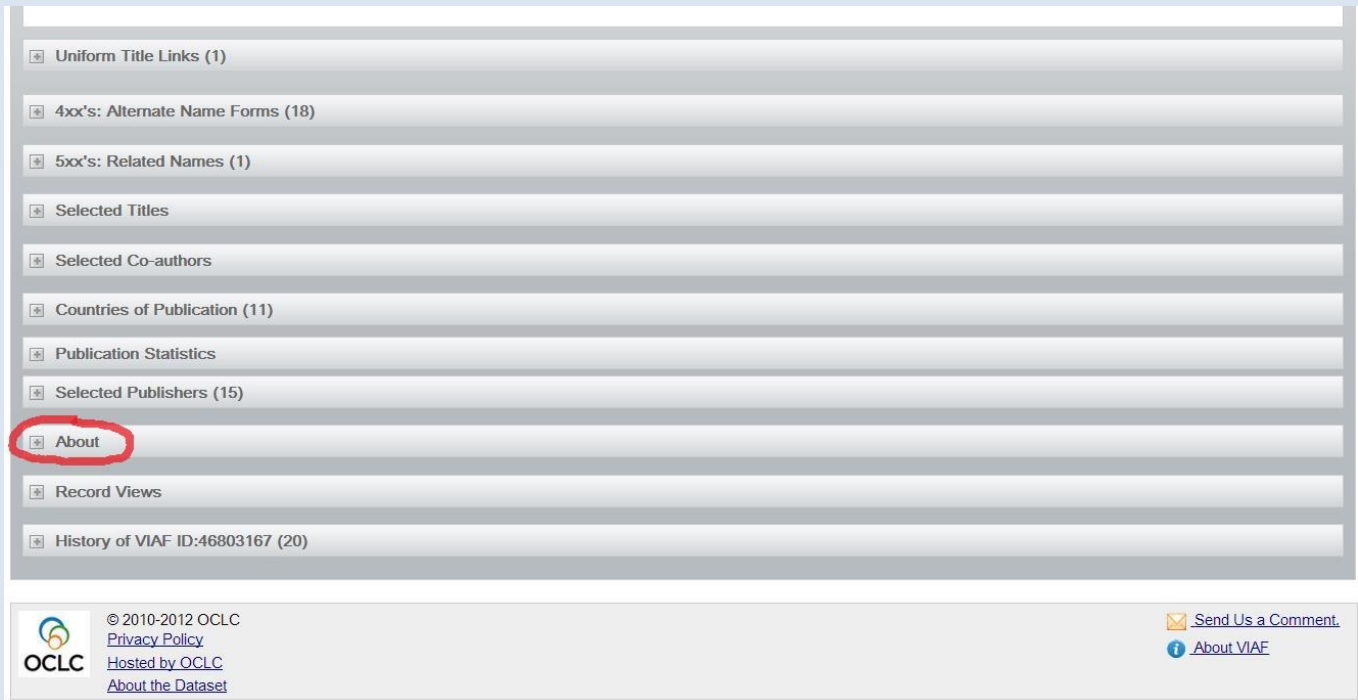 Uniform Title Links (1)
4xx's: Alternate Name Forms (18)
5xx's: Related Names (1)
Selected Titles
Selected Co-authors
Countries of Publication (11)
Publication Statistics
Selected Publishers (15)
About
Record Views
History of VIAF ID:46803167 (20)
OCLC
© 2010-2012 OCLC
Privacy Policy
Hosted by OCLC
About the Dataset
Send Us a Comment.
About VIAF